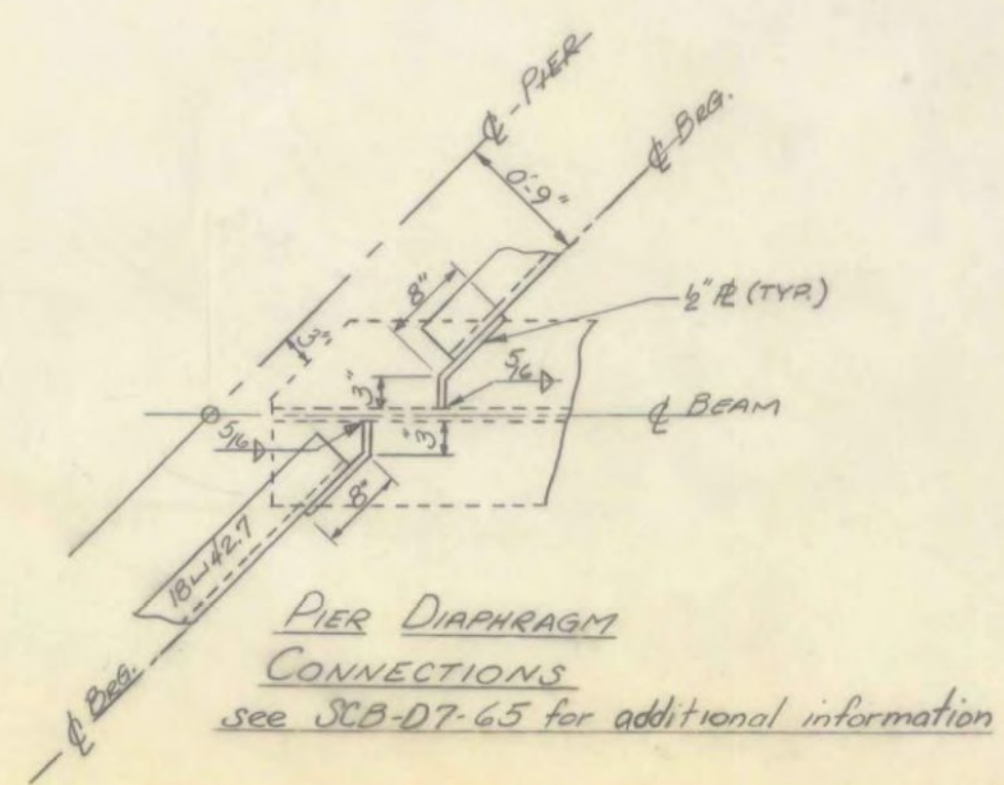 ℄ PIER
℄ BRG.
0'-9"
8"
½" PL (TYP.)
3"
3"
5/16
℄ BEAM
5/16
3"
8"
18⊔42.7
PIER DIAPHRAGM
CONNECTIONS
℄ BRG.
see SCB-D7-65 for additional information